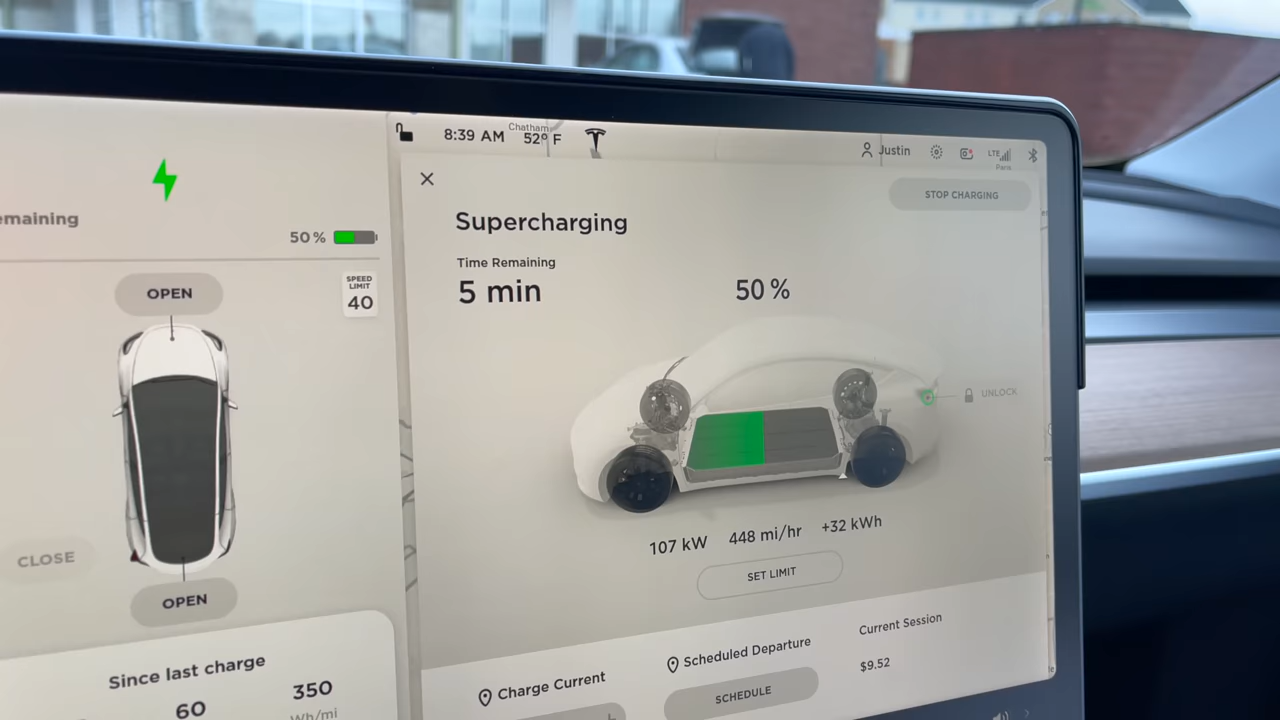 8:39 AM
Chatham
52° F
Justin
LTE
Paris
STOP CHARGING
emaining
50 %
OPEN
SPEED
LIMIT
40
CLOSE
OPEN
Since last charge
60
350
Wh/mi
Supercharging
Time Remaining
5 min
50 %
UNLOCK
107 kW
448 mi/hr
+32 kWh
SET LIMIT
Charge Current
Scheduled Departure
SCHEDULE
Current Session
$9.52